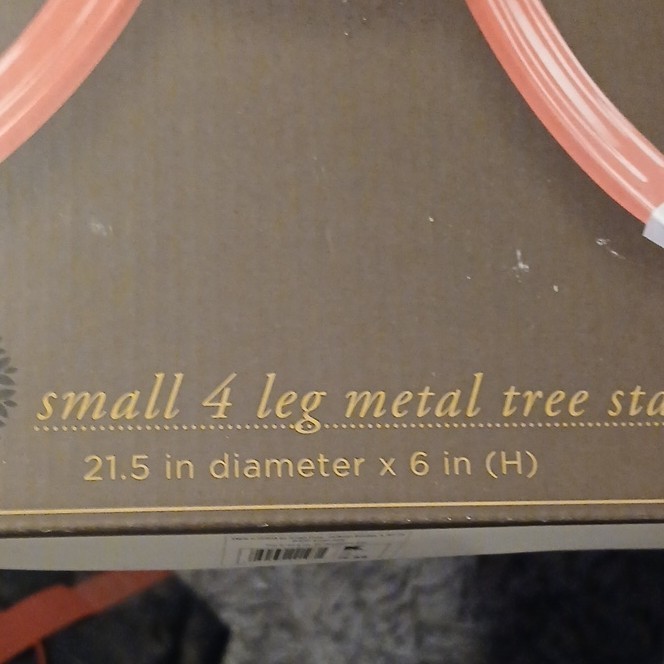 small 4 leg metal tree sta
21.5 in diameter x 6 in (H)